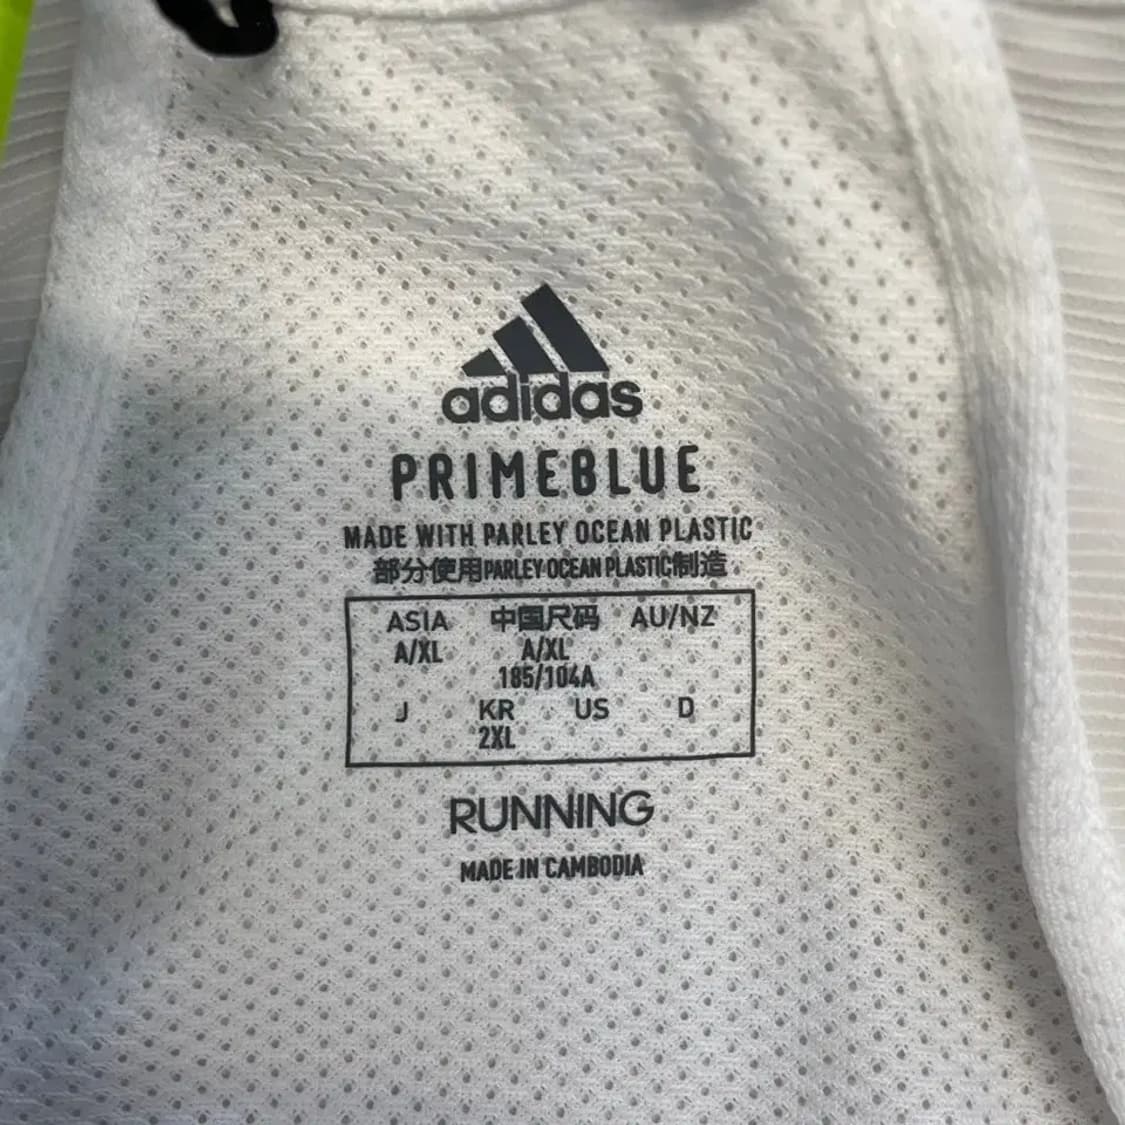 adidas
PRIMEBLUE
MADE WITH PARLEY OCEAN PLASTIC
部分使用PARLEY OCEAN PLASTIC制造
ASIA 中国尺码 AU/NZ
A/XL A/XL
185/104A
J KR US D
2XL
RUNNING
MADE IN CAMBODIA